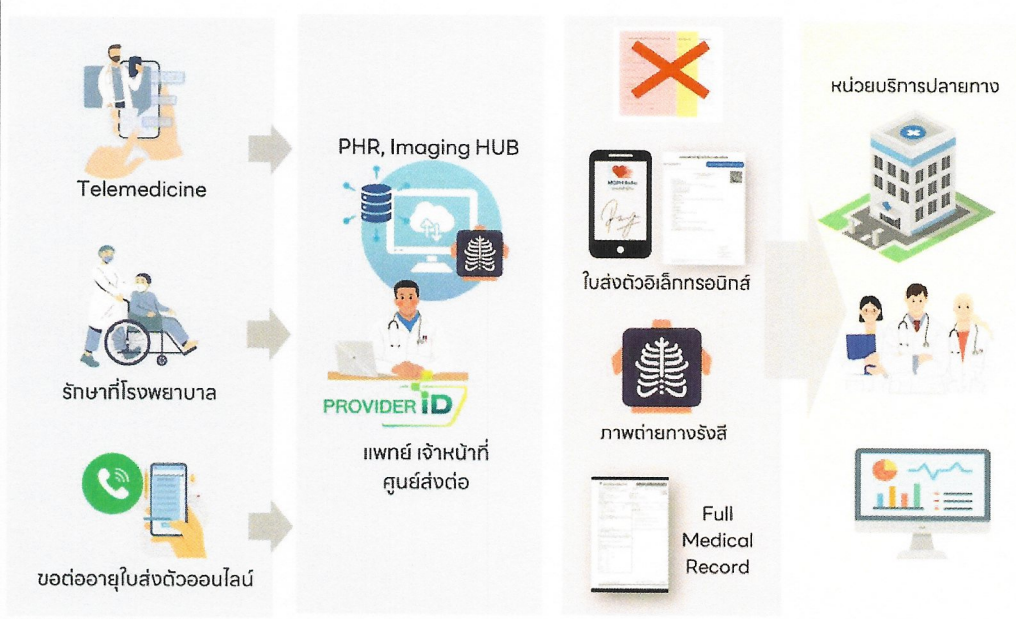 Telemedicine
รักษาที่โรงพยาบาล
ขอต่ออายุใบส่งตัวออนไลน์
PHR, Imaging HUB
PROVIDER iD
แพทย์ เจ้าหน้าที่
ศูนย์ส่งต่อ
ใบส่งตัวอิเล็กทรอนิกส์
ภาพถ่ายทางรังสี
Full
Medical
Record
หน่วยบริการปลายทาง